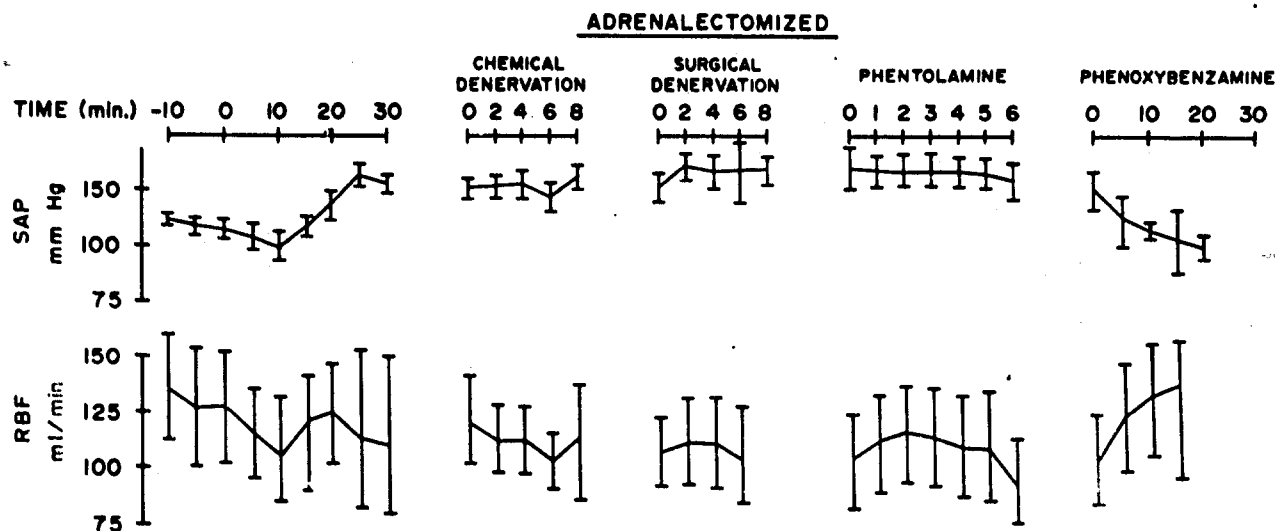 ADRENALECTOMIZED
CHEMICAL DENERVATION
SURGICAL DENERVATION
PHENTOLAMINE
PHENOXYBENZAMINE
TIME (min.) -10 0 10 20 30
0 2 4 6 8
0 2 4 6 8
0 1 2 3 4 5 6
0 10 20 30
SAP
mm Hg
150
100
75
RBF
ml/min
150
125
100
75